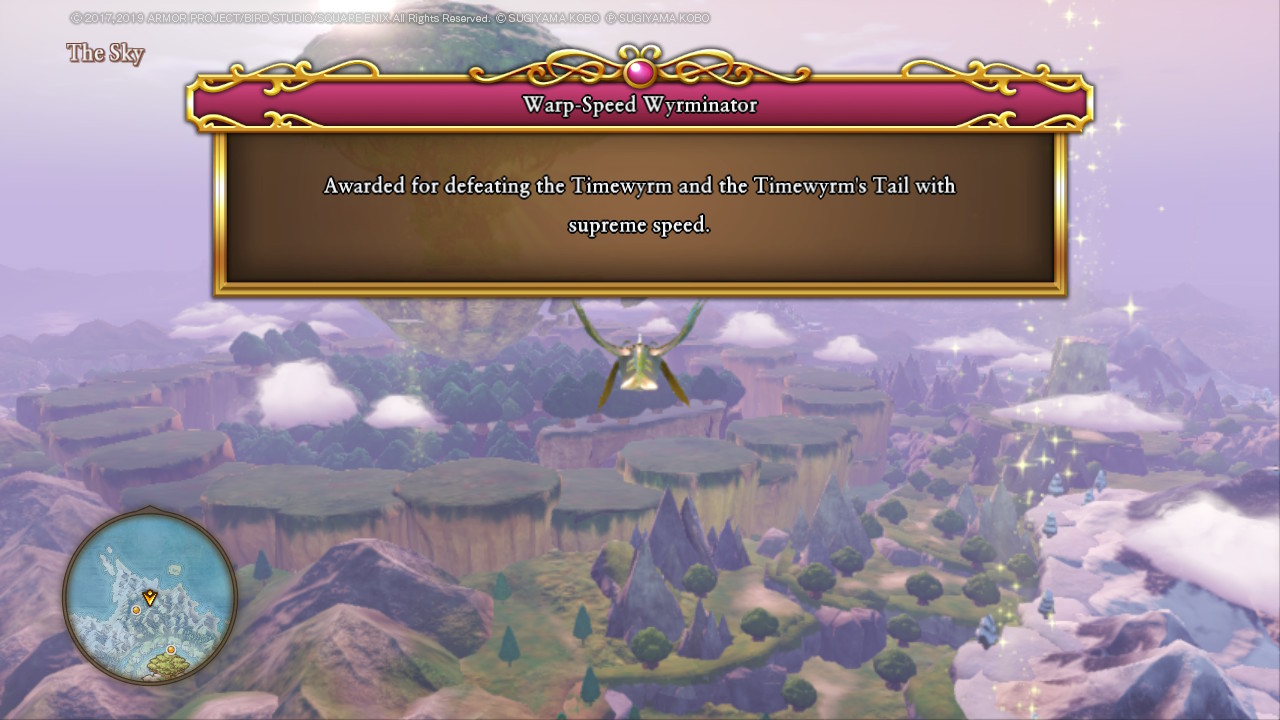 ©2017,2019 ARMOR PROJECT/BIRD STUDIO/SQUARE ENIX All Rights Reserved. © SUGIYAMA KOBO ℗ SUGIYAMA KOBO
The Sky
Warp-Speed Wyrminator
Awarded for defeating the Timewyrm and the Timewyrm's Tail with
supreme speed.